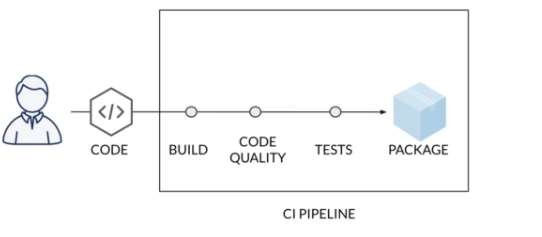 </>
CODE
BUILD
CODE
QUALITY
TESTS
PACKAGE
CI PIPELINE